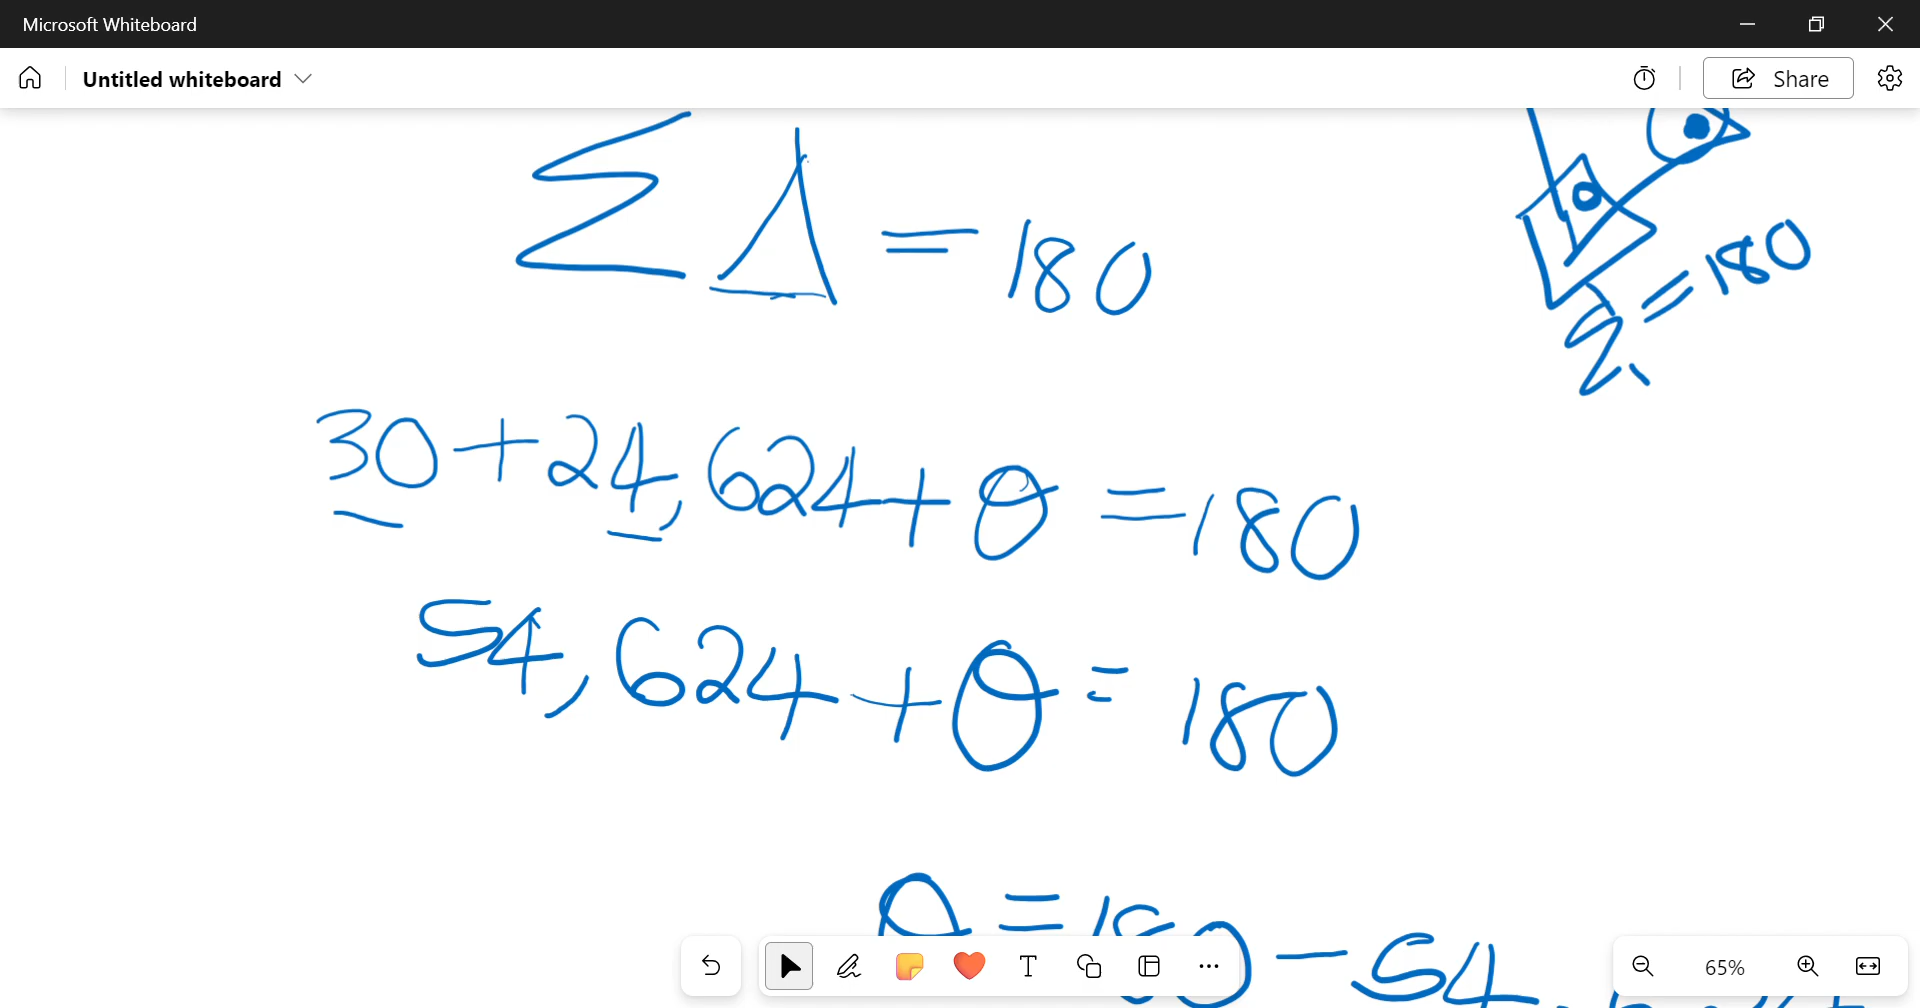 Microsoft Whiteboard
Untitled whiteboard
Share
Σ Δ = 180
= 180
30 + 24,624 + θ = 180
54,624 + θ = 180
θ = 180 - 54,
T
65%